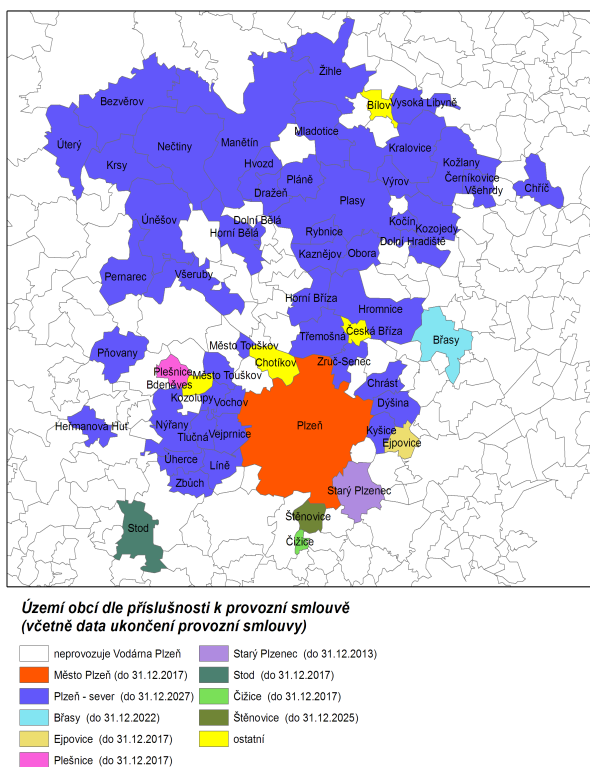 Žihle
Bezvěrov
Bílov
Vysoká Libyně
Mladotice
Úterý
Nečtiny
Manětín
Kralovice
Krsy
Hvozd
Kožlany
Pláně
Výrov
Černíkovice
Dražeň
Všehrdy
Chříč
Plasy
Úněšov
Dolní Bělá
Kočín
Horní Bělá
Rybnice
Kozojedy
Dolní Hradiště
Kaznějov
Obora
Pernarec
Všeruby
Horní Bříza
Hromnice
Třemošná
Česká Bříza
Břasy
Město Touškov
Pňovany
Chotíkov
Zruč-Senec
Plešnice
Město Touškov
Bdeněves
Chrást
Kozolupy
Vochov
Dýšina
Heřmanova Huť
Nýřany
Plzeň
Tlučná
Vejprnice
Kyšice
Ejpovice
Úherce
Líně
Zbůch
Starý Plzenec
Štěnovice
Stod
Čižice
Území obcí dle příslušnosti k provozní smlouvě
(včetně data ukončení provozní smlouvy)
neprovozuje Vodárna Plzeň
Město Plzeň (do 31.12.2017)
Plzeň - sever (do 31.12.2027)
Břasy (do 31.12.2022)
Ejpovice (do 31.12.2017)
Plešnice (do 31.12.2017)
Starý Plzenec (do 31.12.2013)
Stod (do 31.12.2017)
Čižice (do 31.12.2017)
Štěnovice (do 31.12.2025)
ostatní